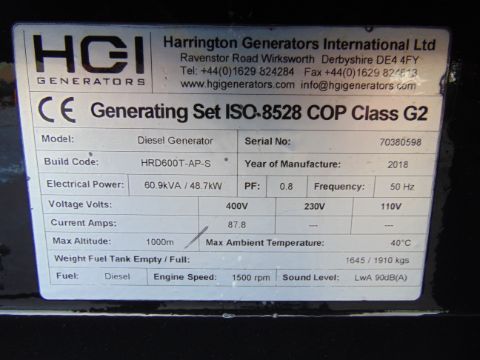 HGI
GENERATORS
Harrington Generators International Ltd
Ravenstor Road Wirksworth Derbyshire DE4 4FY
Tel: +44(0)1629 824284 Fax +44(0)1629 824613
www.hgigenerators.com info@hgigenerators.com
CE Generating Set ISO-8528 COP Class G2
Model: Diesel Generator Serial No: 70380598
Build Code: HRD600T-AP-S Year of Manufacture: 2018
Electrical Power: 60.9kVA / 48.7kW PF: 0.8 Frequency: 50 Hz
Voltage Volts: 400V 230V 110V
Current Amps: 87.8 --- ---
Max Altitude: 1000m Max Ambient Temperature: 40°C
Weight Fuel Tank Empty / Full: 1645 / 1910 kgs
Fuel: Diesel Engine Speed: 1500 rpm Sound Level: LwA 90dB(A)